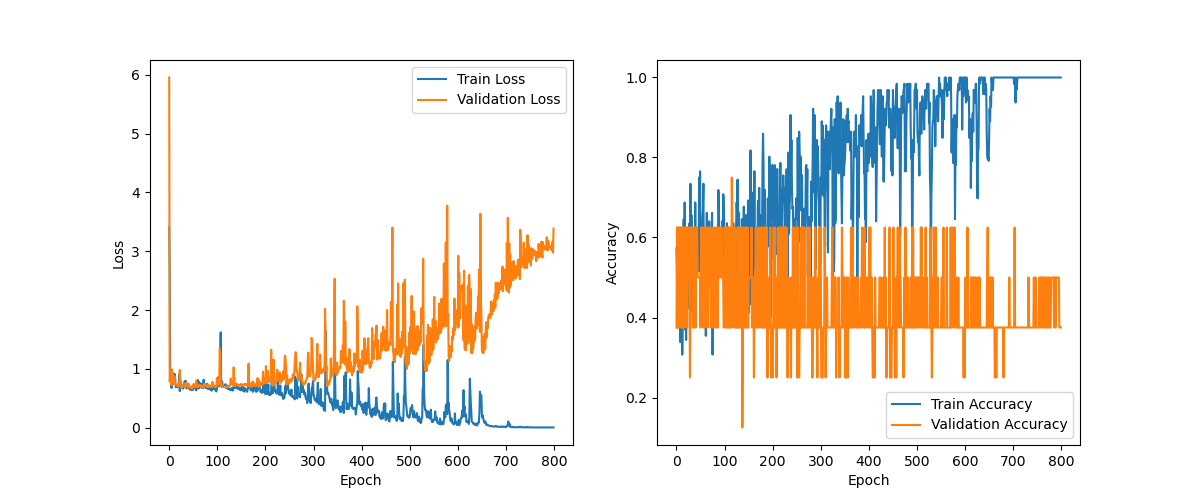 6
5
4
3
2
1
0
Loss
0 100 200 300 400 500 600 700 800
Epoch
Train Loss
Validation Loss
1.0
0.8
0.6
0.4
0.2
Accuracy
0 100 200 300 400 500 600 700 800
Epoch
Train Accuracy
Validation Accuracy